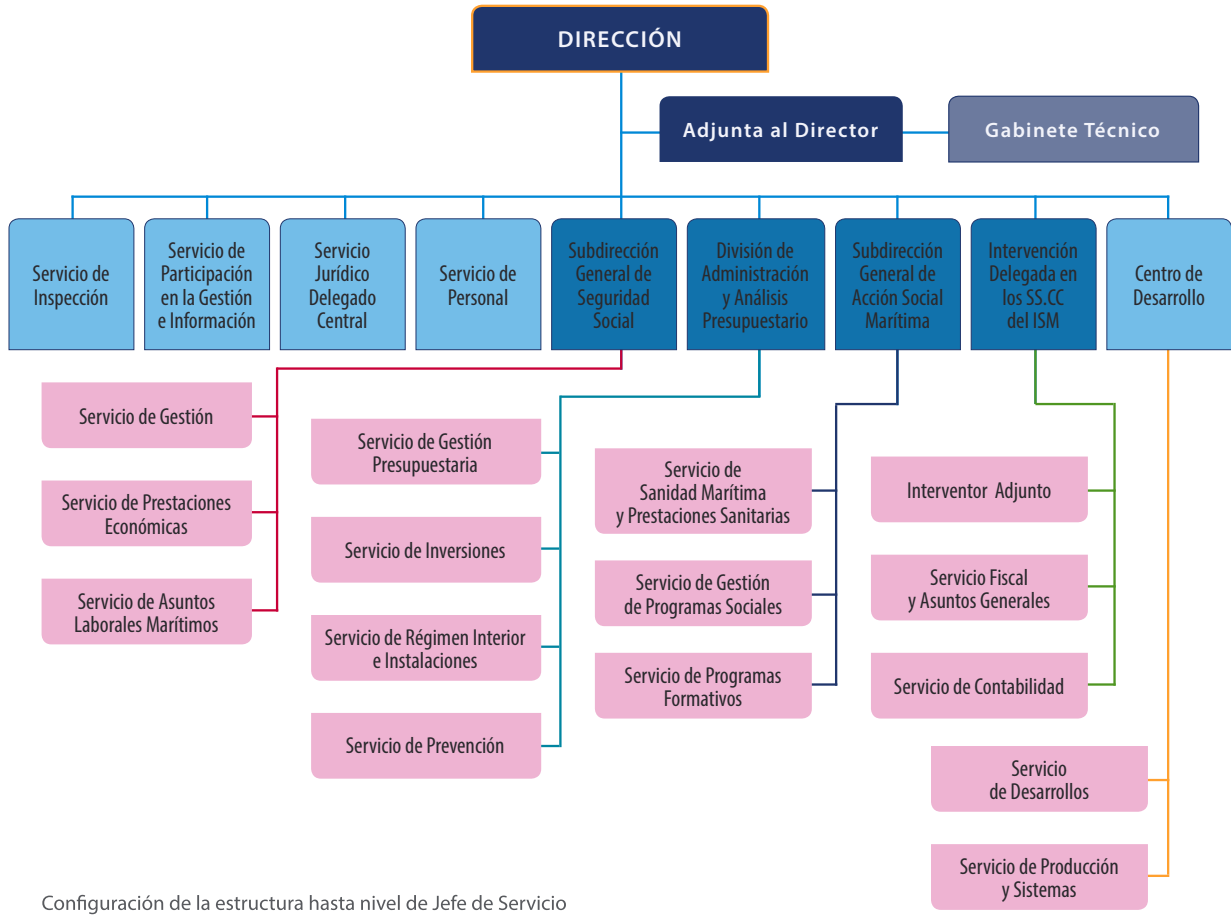 DIRECCIÓN
Adjunta al Director
Gabinete Técnico
Servicio de
Inspección
Servicio de
Participación
en la Gestión
e Información
Servicio
Jurídico
Delegado
Central
Servicio de
Personal
Subdirección
General de
Seguridad
Social
División de
Administración
y Análisis
Presupuestario
Subdirección
General de
Acción Social
Marítima
Intervención
Delegada en
los SS.CC
del ISM
Centro de
Desarrollo
Servicio de Gestión
Servicio de Prestaciones
Económicas
Servicio de Asuntos
Laborales Marítimos
Servicio de Gestión
Presupuestaria
Servicio de Inversiones
Servicio de Régimen Interior
e Instalaciones
Servicio de Prevención
Servicio de
Sanidad Marítima
y Prestaciones Sanitarias
Servicio de Gestión
de Programas Sociales
Servicio de Programas
Formativos
Interventor Adjunto
Servicio Fiscal
y Asuntos Generales
Servicio de Contabilidad
Servicio
de Desarrollos
Servicio de Producción
y Sistemas
Configuración de la estructura hasta nivel de Jefe de Servicio